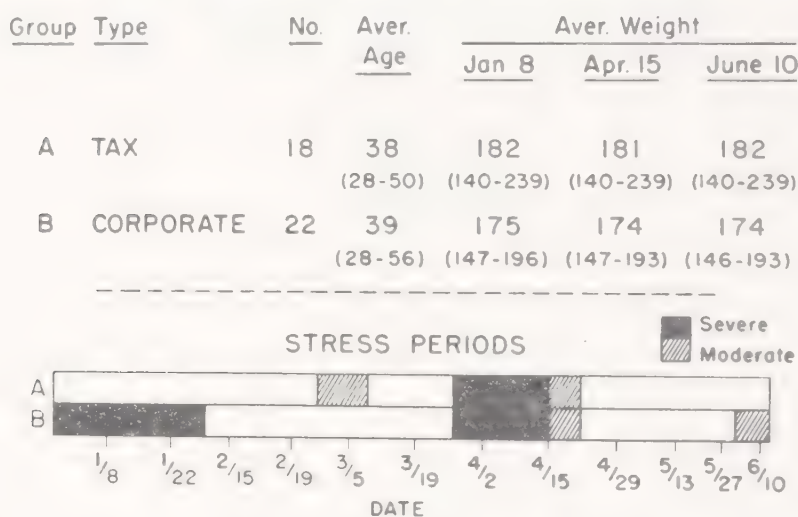 Group Type No. Aver. Age Aver. Weight
Jan 8 Apr. 15 June 10
A TAX 18 38 182 181 182
(28-50) (140-239) (140-239) (140-239)
B CORPORATE 22 39 175 174 174
(28-56) (147-196) (147-193) (146-193)
STRESS PERIODS
Severe
Moderate
A
B
1/8 1/22 2/15 2/19 3/5 3/19 4/2 4/15 4/29 5/13 5/27 6/10
DATE